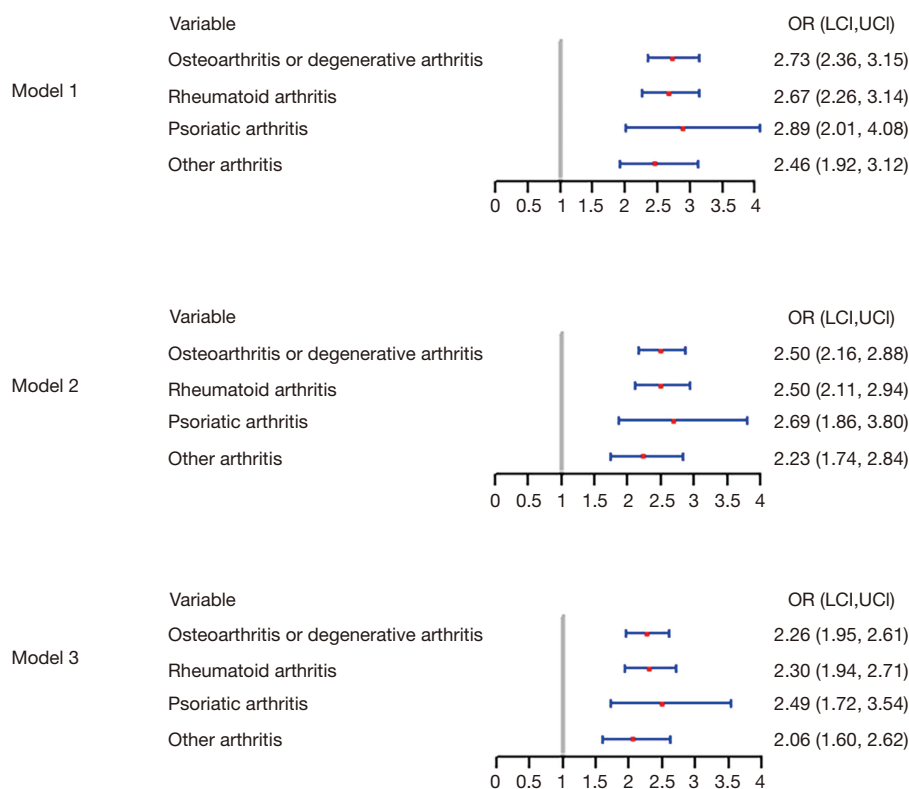 Variable OR (LCI,UCI)
Osteoarthritis or degenerative arthritis 2.73 (2.36, 3.15)
Model 1
Rheumatoid arthritis 2.67 (2.26, 3.14)
Psoriatic arthritis 2.89 (2.01, 4.08)
Other arthritis 2.46 (1.92, 3.12)
0 0.5 1 1.5 2 2.5 3 3.5 4
Variable OR (LCI,UCI)
Osteoarthritis or degenerative arthritis 2.50 (2.16, 2.88)
Model 2
Rheumatoid arthritis 2.50 (2.11, 2.94)
Psoriatic arthritis 2.69 (1.86, 3.80)
Other arthritis 2.23 (1.74, 2.84)
0 0.5 1 1.5 2 2.5 3 3.5 4
Variable OR (LCI,UCI)
Osteoarthritis or degenerative arthritis 2.26 (1.95, 2.61)
Model 3
Rheumatoid arthritis 2.30 (1.94, 2.71)
Psoriatic arthritis 2.49 (1.72, 3.54)
Other arthritis 2.06 (1.60, 2.62)
0 0.5 1 1.5 2 2.5 3 3.5 4